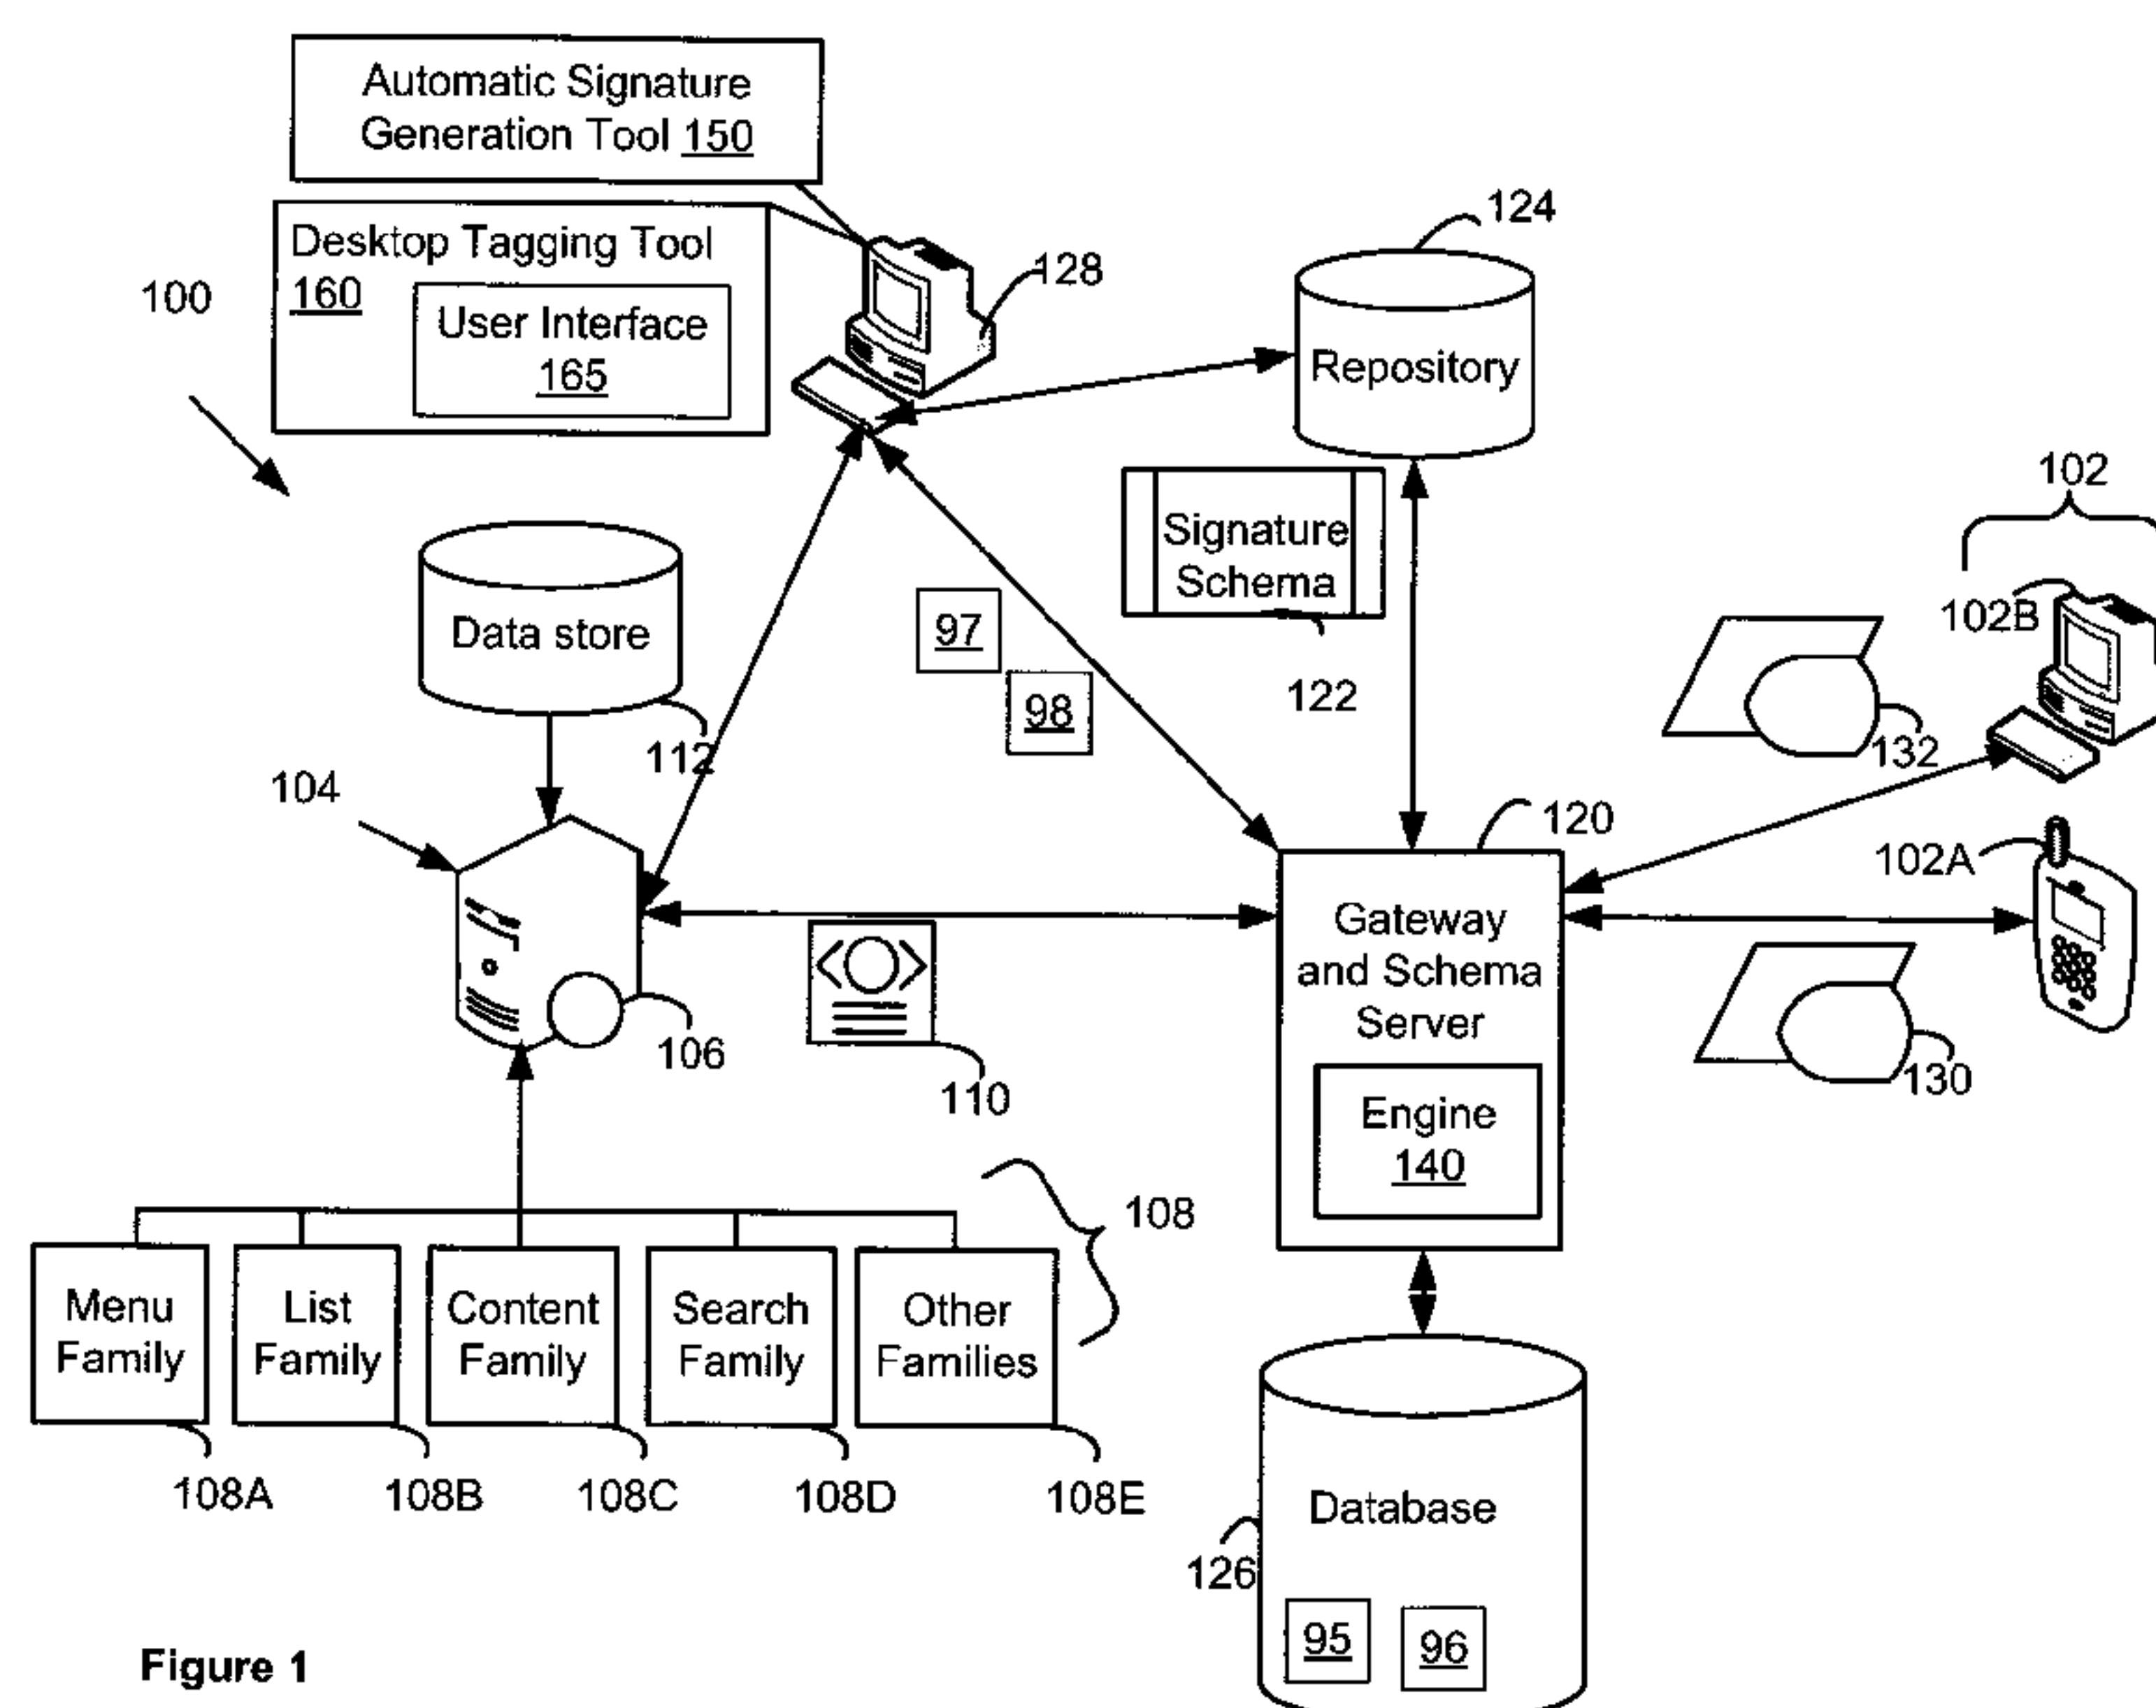 Automatic Signature
Generation Tool 150
Desktop Tagging Tool
160
User Interface
165
100
128
124
Repository
102
102B
Signature
Schema
122
97
98
Data store
112
132
104
120
102A
Gateway
and Schema
Server
106
110
130
Engine
140
108
Menu
Family
List
Family
Content
Family
Search
Family
Other
Families
108A
108B
108C
108D
108E
Database
126
95
96
Figure 1